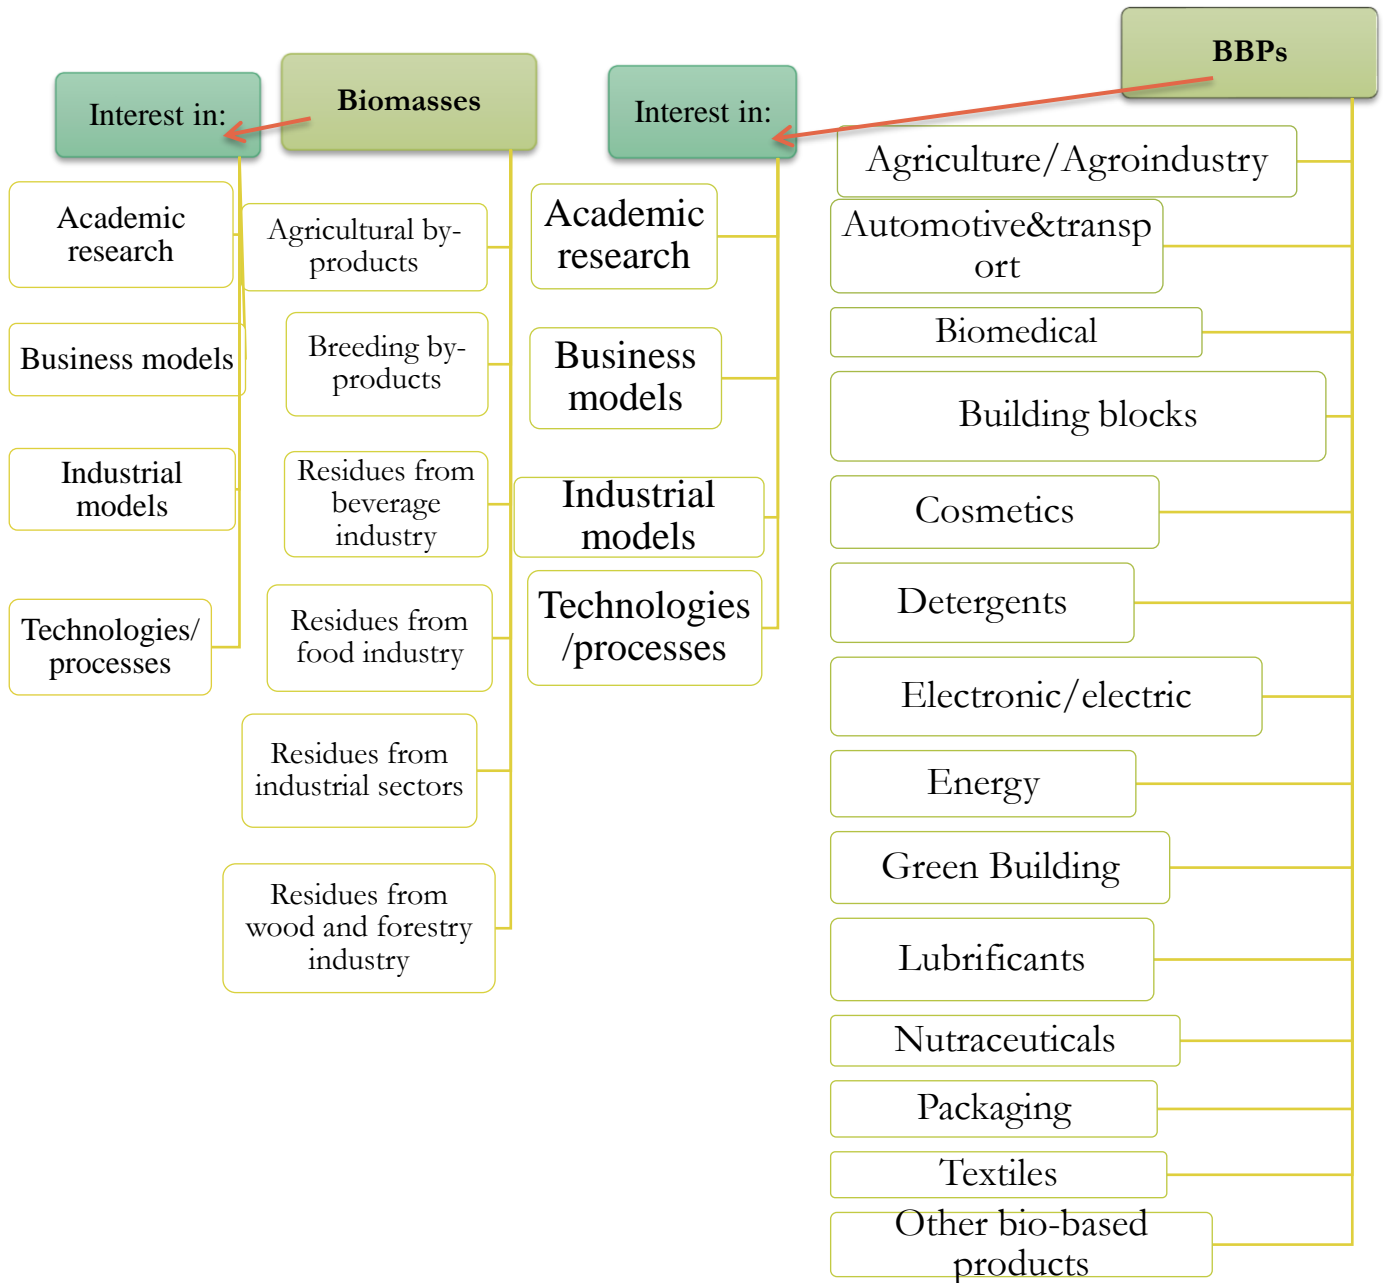 Interest in:
Academic
research
Business models
Industrial
models
Technologies/
processes
Biomasses
Agricultural by-
products
Breeding by-
products
Residues from
beverage
industry
Residues from
food industry
Residues from
industrial sectors
Residues from
wood and forestry
industry
Interest in:
Academic
research
Business
models
Industrial
models
Technologies
/processes
BBPs
Agriculture/Agroindustry
Automotive&transp
ort
Biomedical
Building blocks
Cosmetics
Detergents
Electronic/electric
Energy
Green Building
Lubrificants
Nutraceuticals
Packaging
Textiles
Other bio-based
products